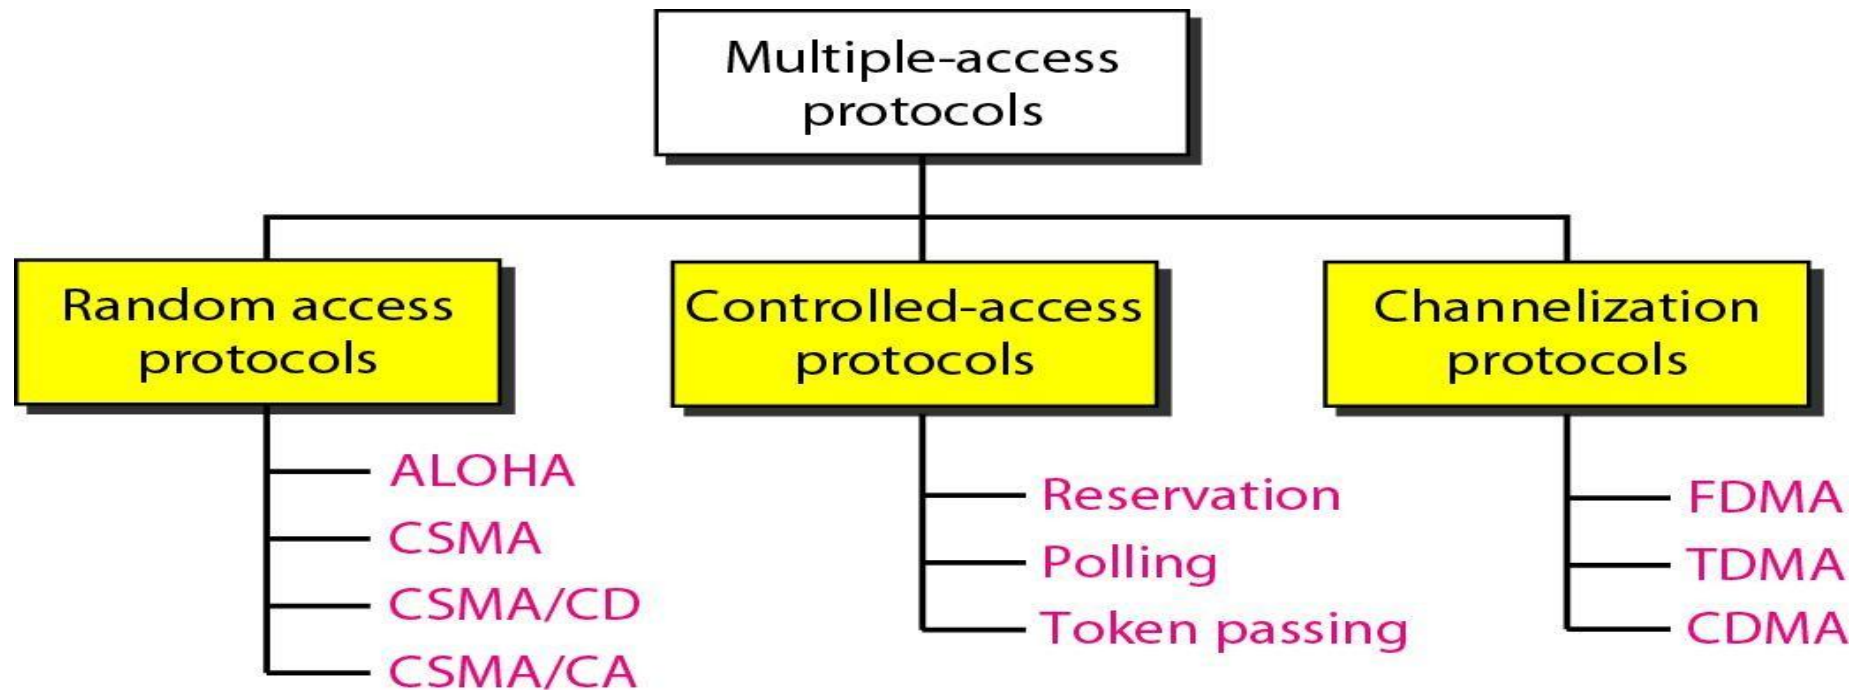 Multiple-access
protocols
Random access
protocols
Controlled-access
protocols
Channelization
protocols
ALOHA
CSMA
CSMA/CD
CSMA/CA
Reservation
Polling
Token passing
FDMA
TDMA
CDMA